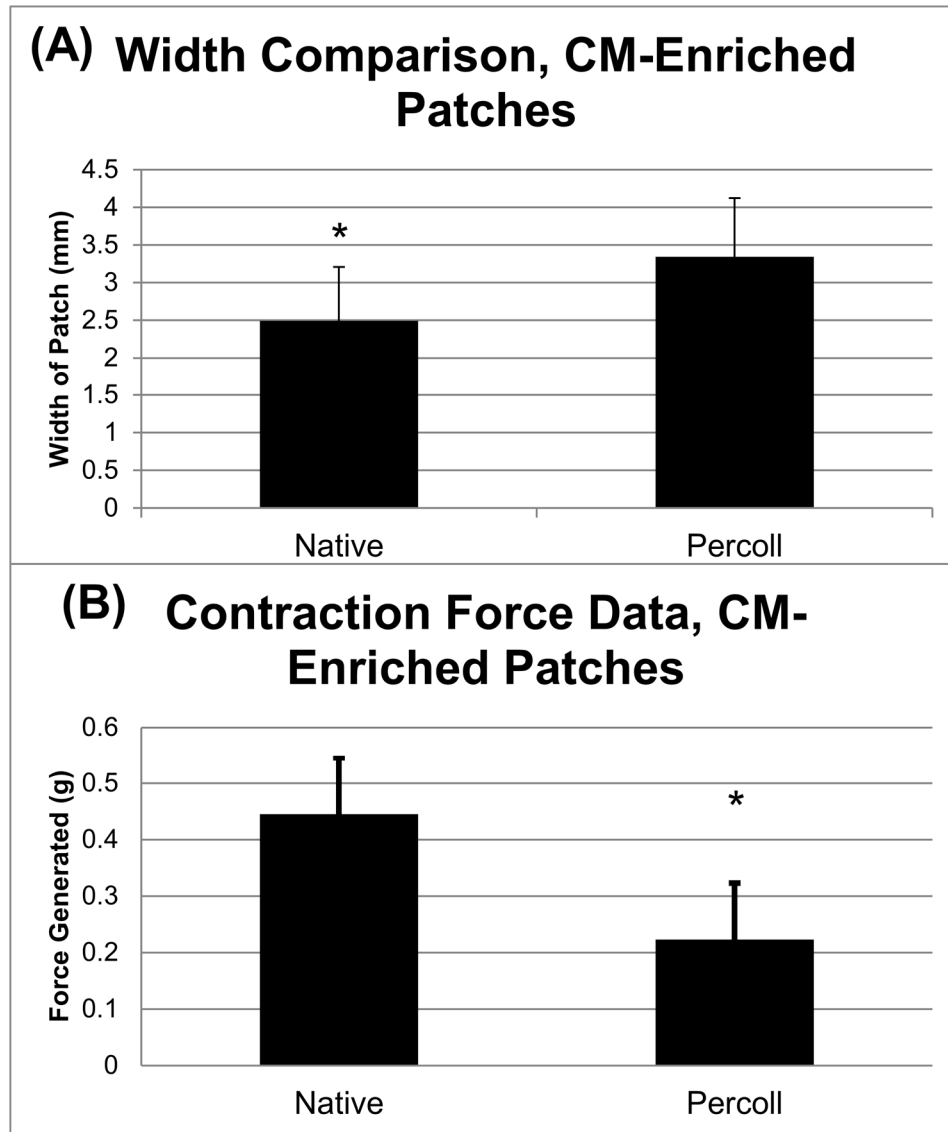 (A) Width Comparison, CM-Enriched
Patches
Width of Patch (mm)
4.5
4
3.5
3
2.5
2
1.5
1
0.5
0
*
Native Percoll
(B) Contraction Force Data, CM-
Enriched Patches
Force Generated (g)
0.6
0.5
0.4
0.3
0.2
0.1
0
*
Native Percoll